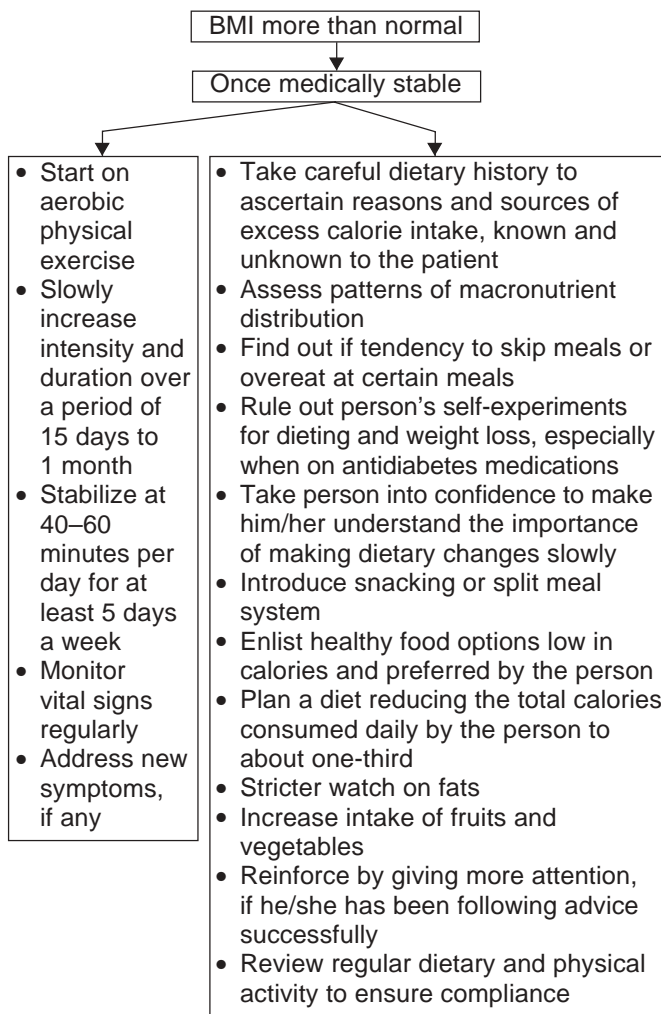 BMI more than normal
Once medically stable
• Start on
aerobic
physical
exercise
• Slowly
increase
intensity and
duration over
a period of
15 days to
1 month
• Stabilize at
40–60
minutes per
day for at
least 5 days
a week
• Monitor
vital signs
regularly
• Address new
symptoms,
if any
• Take careful dietary history to
ascertain reasons and sources of
excess calorie intake, known and
unknown to the patient
• Assess patterns of macronutrient
distribution
• Find out if tendency to skip meals or
overeat at certain meals
• Rule out person's self-experiments
for dieting and weight loss, especially
when on antidiabetes medications
• Take person into confidence to make
him/her understand the importance
of making dietary changes slowly
• Introduce snacking or split meal
system
• Enlist healthy food options low in
calories and preferred by the person
• Plan a diet reducing the total calories
consumed daily by the person to
about one-third
• Stricter watch on fats
• Increase intake of fruits and
vegetables
• Reinforce by giving more attention,
if he/she has been following advice
successfully
• Review regular dietary and physical
activity to ensure compliance